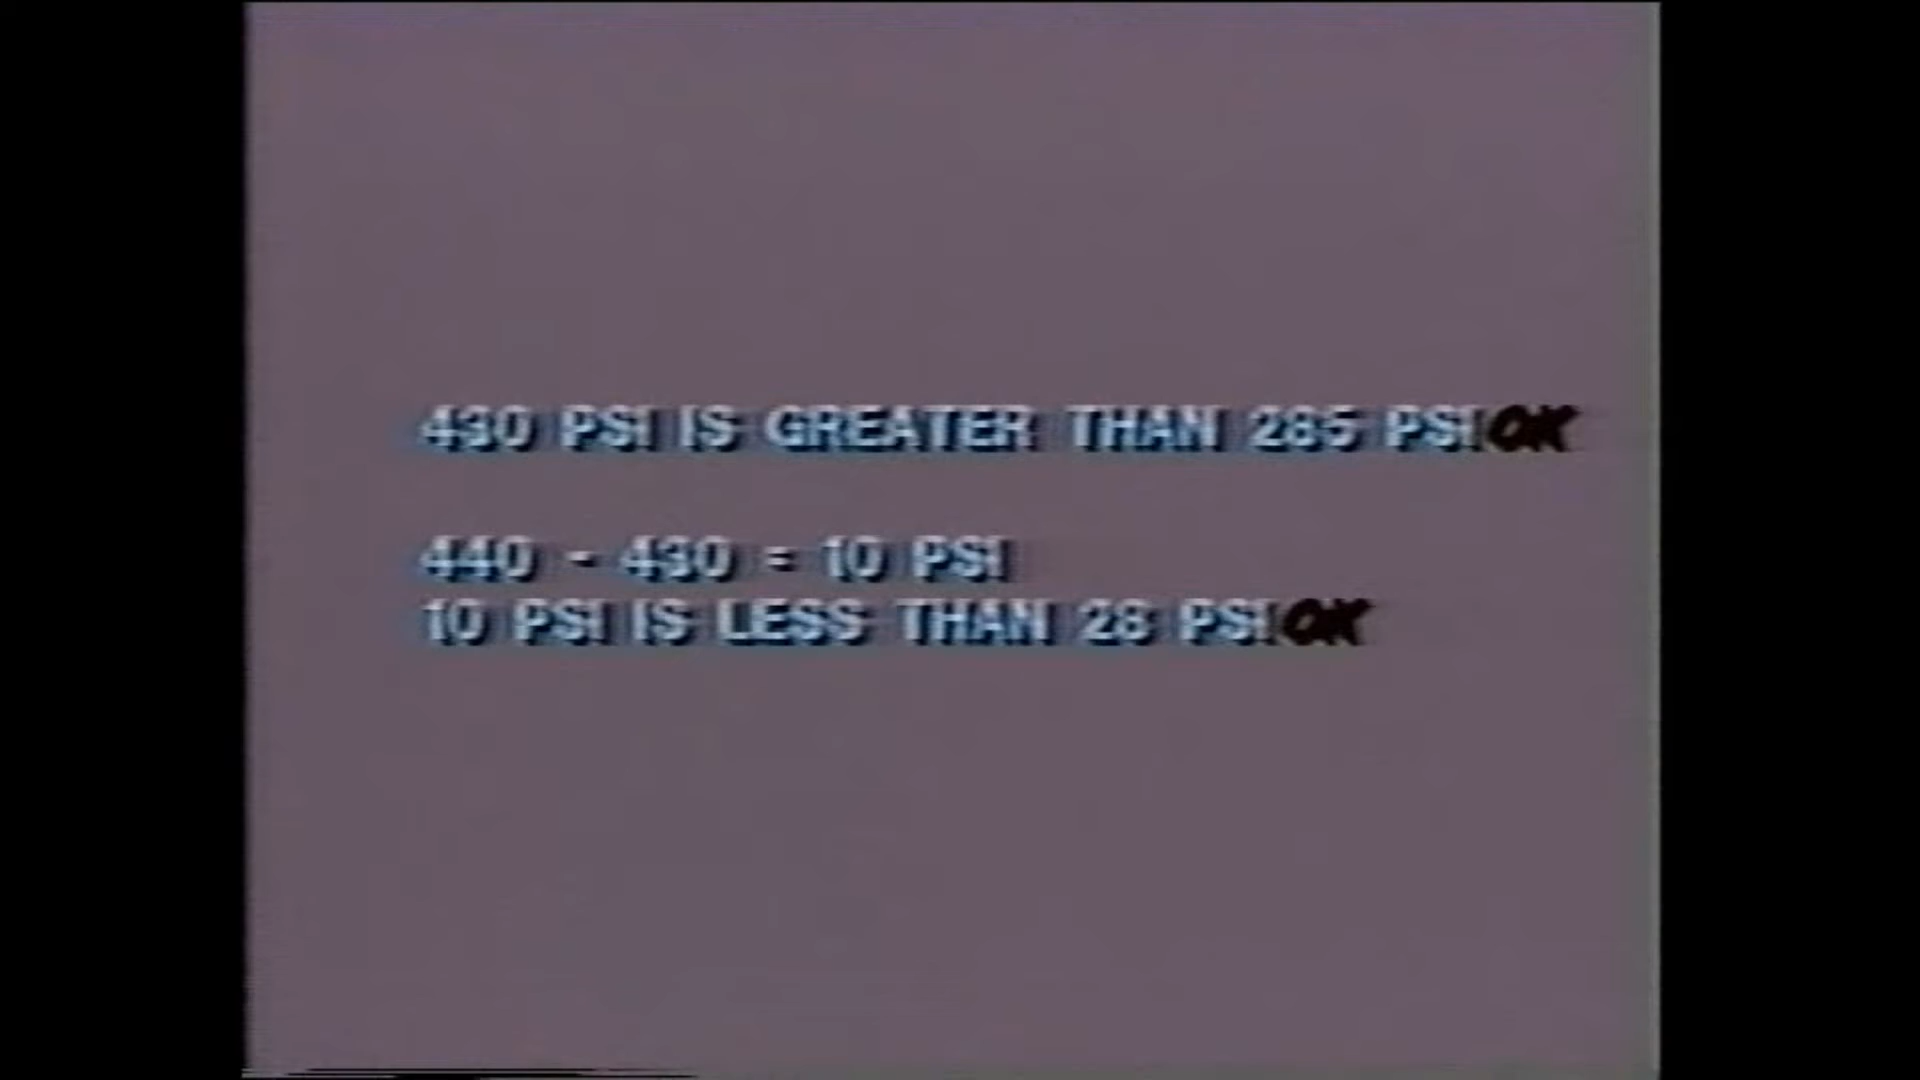 430 PSI IS GREATER THAN 285 PSI OK
440 - 430 = 10 PSI
10 PSI IS LESS THAN 28 PSI OK